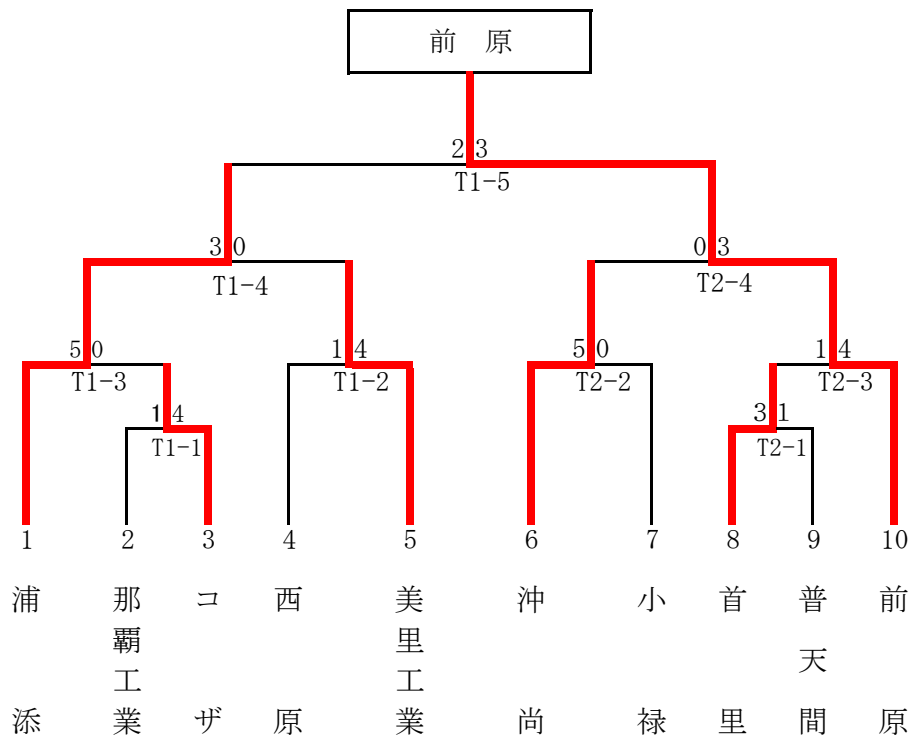 前 原
2 3
T1-5
3 0
0 3
T1-4
T2-4
5 0
1 4
5 0
1 4
T1-3
T1-2
T2-2
T2-3
1 4
3 1
T1-1
T2-1
1
2
3
4
5
6
7
8
9
10
浦添
那覇工業
コザ
西原
美里工業
沖尚
小禄
首里
普天間
前原